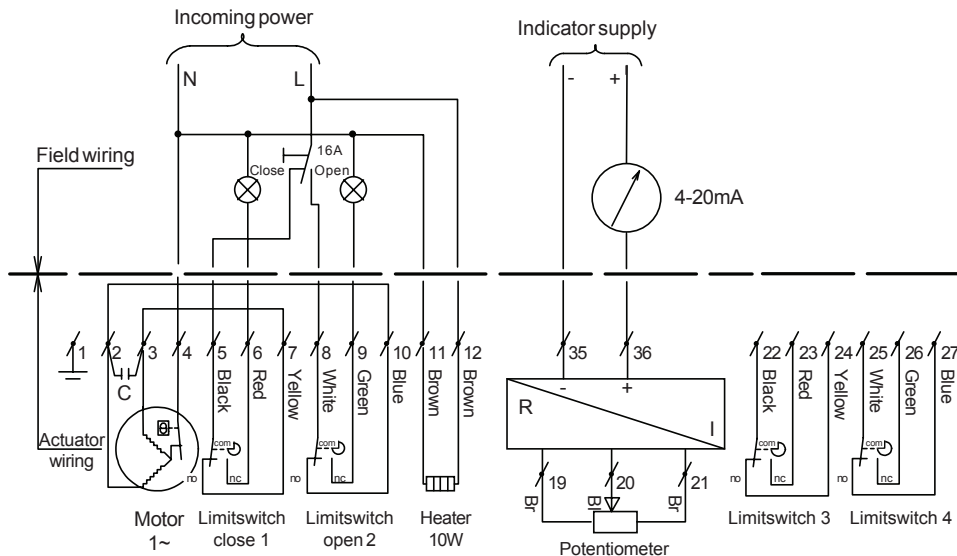 Incoming power
Indicator supply
N
L
-
+
16A
Close
Open
Field wiring
4-20mA
1
2
3
4
5
6
7
8
9
10
11
12
35
36
22
23
24
25
26
27
Black
Red
Yellow
White
Green
Blue
Brown
Brown
Black
Red
Yellow
White
Green
Blue
C
-
+
R
I
Actuator wiring
com
com
com
com
no
nc
no
nc
no
nc
no
nc
19
20
21
Br
Bl
Br
Motor
1~
Limitswitch
close 1
Limitswitch
open 2
Heater
10W
Potentiometer
Limitswitch 3
Limitswitch 4